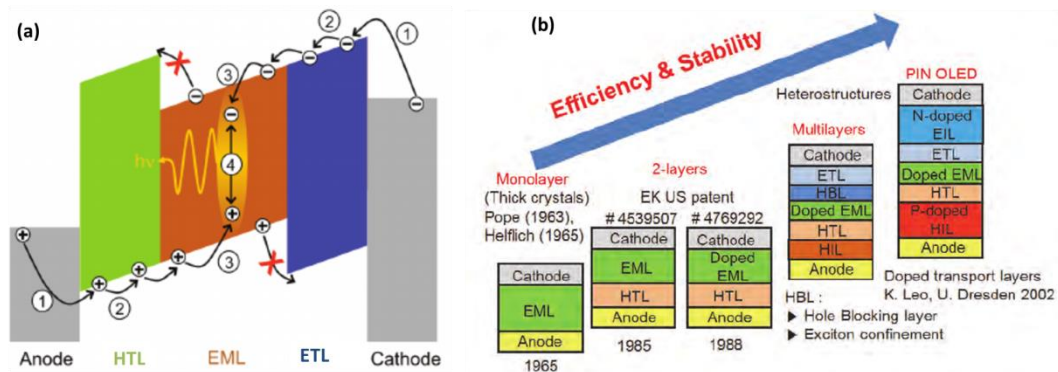 (a)
②
①
③
⊖
hν
④
⊕
③
①
②
Anode
HTL
EML
ETL
Cathode
(b)
Efficiency & Stability
PIN OLED
Heterostructures
Cathode
N-doped
EIL
ETL
Doped EML
HTL
P-doped
HIL
Anode
Doped transport layers
K. Leo, U. Dresden 2002
Multilayers
Cathode
ETL
HBL
Doped EML
HTL
HIL
Anode
HBL :
▶ Hole Blocking layer
▶ Exciton confinement
2-layers
EK US patent
# 4539507 # 4769292
Cathode
EML
HTL
Anode
1985
Cathode
Doped
EML
HTL
Anode
1988
Monolayer
(Thick crystals)
Pope (1963),
Helflich (1965)
Cathode
EML
Anode
1965